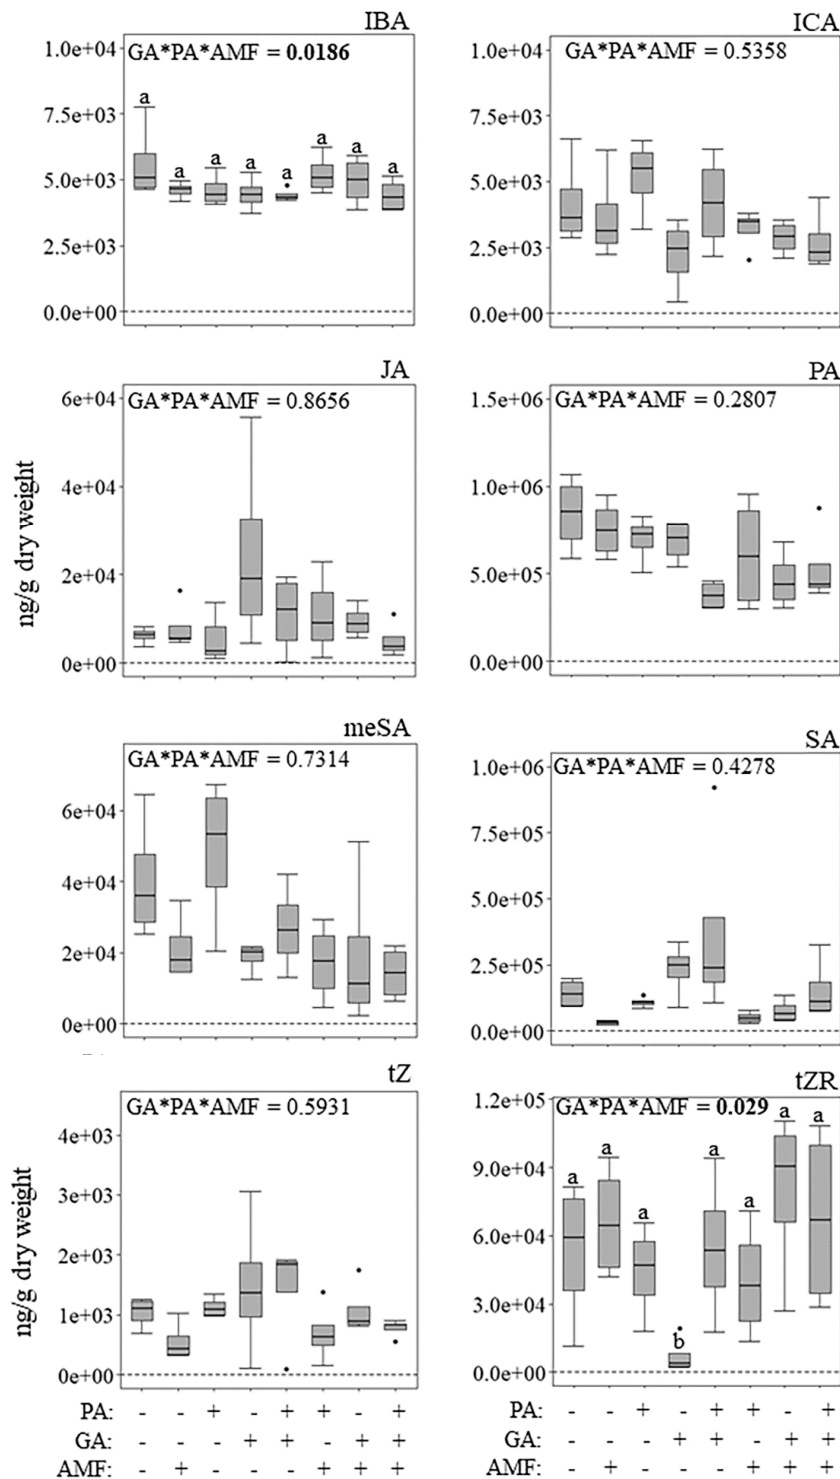 IBA
GA*PA*AMF = 0.0186
1.0e+04
7.5e+03
5.0e+03
2.5e+03
0.0e+00
a a a a a a a a
ICA
GA*PA*AMF = 0.5358
1.0e+04
7.5e+03
5.0e+03
2.5e+03
0.0e+00
JA
GA*PA*AMF = 0.8656
6e+04
4e+04
2e+04
0e+00
ng/g dry weight
PA
GA*PA*AMF = 0.2807
1.5e+06
1.0e+06
5.0e+05
0.0e+00
meSA
GA*PA*AMF = 0.7314
6e+04
4e+04
2e+04
0e+00
SA
GA*PA*AMF = 0.4278
1.0e+06
7.5e+05
5.0e+05
2.5e+05
0.0e+00
tZ
GA*PA*AMF = 0.5931
4e+03
3e+03
2e+03
1e+03
0e+00
ng/g dry weight
tZR
GA*PA*AMF = 0.029
1.2e+05
9.0e+04
6.0e+04
3.0e+04
0.0e+00
a a a b a a a a
PA: - - + - + + - +
GA: - - - + + - + +
AMF: - + - - - + + +
PA: - - + - + + - +
GA: - - - + + - + +
AMF: - + - - - + + +